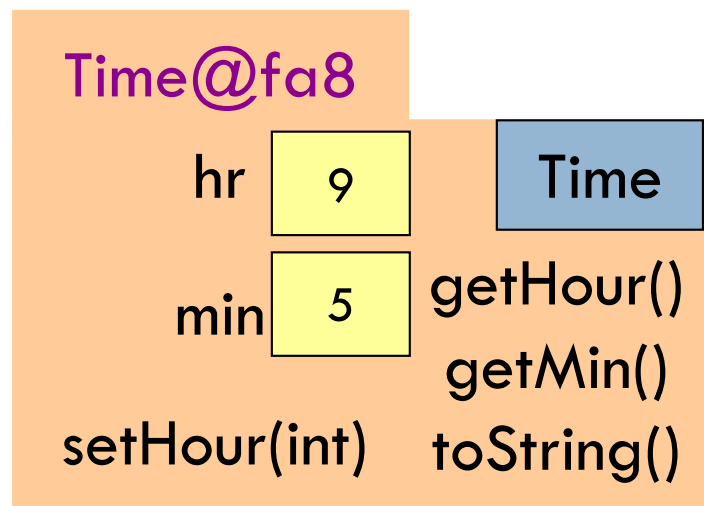 Time@fa8
hr 9 Time
min 5 getHour()
getMin()
setHour(int) toString()